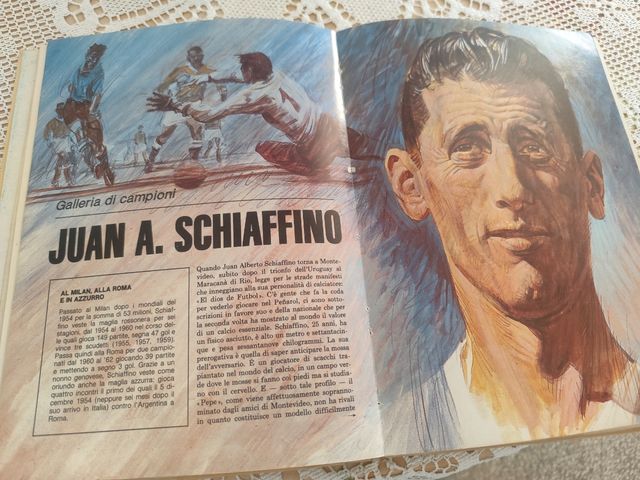 Galleria di campioni
JUAN A. SCHIAFFINO
AL MILAN, ALLA ROMA
E IN AZZURRO
Passato al Milan dopo i mondiali del
1954 per la somma di 53 milioni, Schiaf-
fino veste la maglia rossonera per sei
stagioni, dal 1954 al 1960 nel corso del-
le quali gioca 149 partite, segna 47 gol e
vince tre scudetti (1955, 1957, 1959).
Passa quindi alla Roma per due campio-
nati dal 1960 al '62 giocando 39 partite
e mettendo a segno 3 gol. Grazie a un
nonno genovese, Schiaffino veste come
oriundo anche la maglia azzurra: gioca
quattro incontri il primo dei quali il 5 di-
cembre 1954 (neppure sei mesi dopo il
suo arrivo in Italia) contro l'Argentina a
Roma.
Quando Juan Alberto Schiaffino torna a Monte-
video, subito dopo il trionfo dell'Uruguay al
Maracanà di Rio, legge per le strade manifesti
che inneggiano alla sua personalità di calciatore:
«El dios de Futbol». C'è gente che fa la coda
per vederlo giocare nel Peñarol, ci sono sotto-
scrizioni in favore suo e della nazionale che per
la seconda volta ha mostrato al mondo il valore
di un calcio essenziale. Schiaffino, 25 anni, ha
un fisico asciutto, è alto un metro e settantacin-
que e pesa sessantanove chilogrammi. La sua
prerogativa è quella di saper anticipare la mossa
dell'avversario. È un giocatore di scacchi tra-
piantato nel mondo del calcio, in un campo ver-
de dove le mosse si fanno coi piedi ma si studia-
no con il cervello. E — sotto tale profilo — il
«Pepe», come viene affettuosamente sopranno-
minato dagli amici di Montevideo, non ha rivali
in quanto costituisce un modello difficilmente